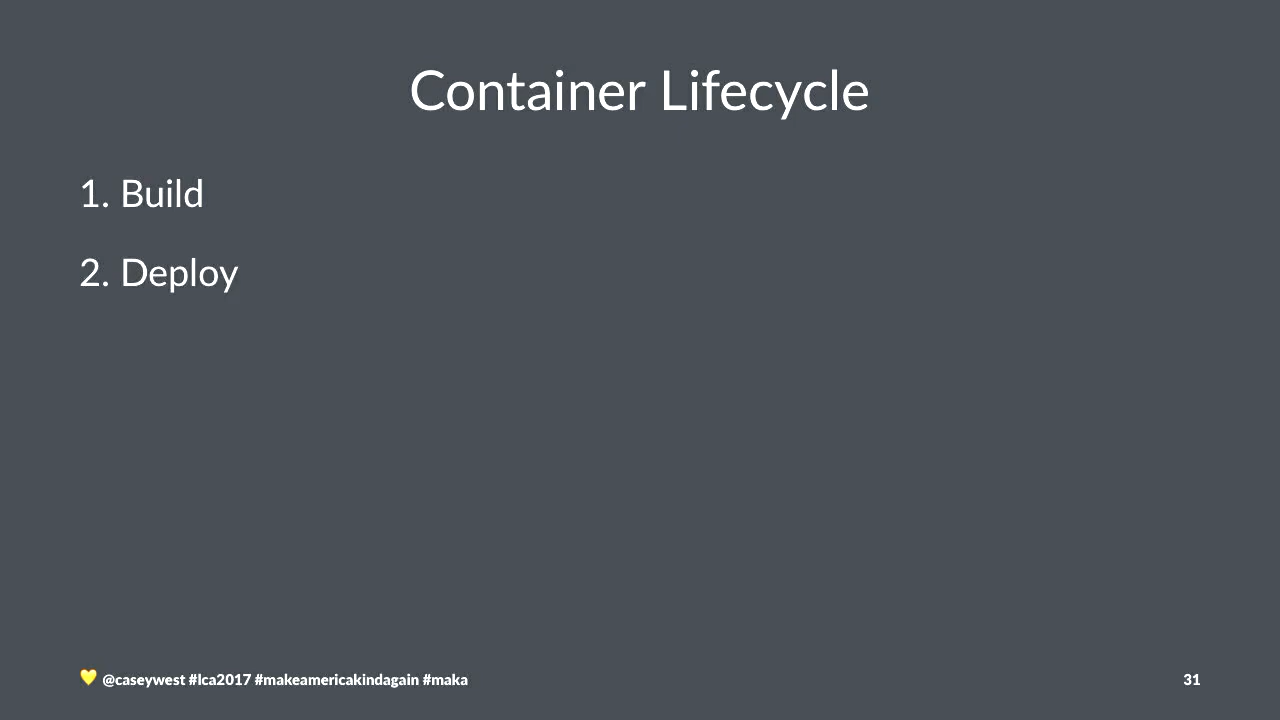 Container Lifecycle
1. Build
2. Deploy
💛 @caseywest #lca2017 #makeamericakindagain #maka
31